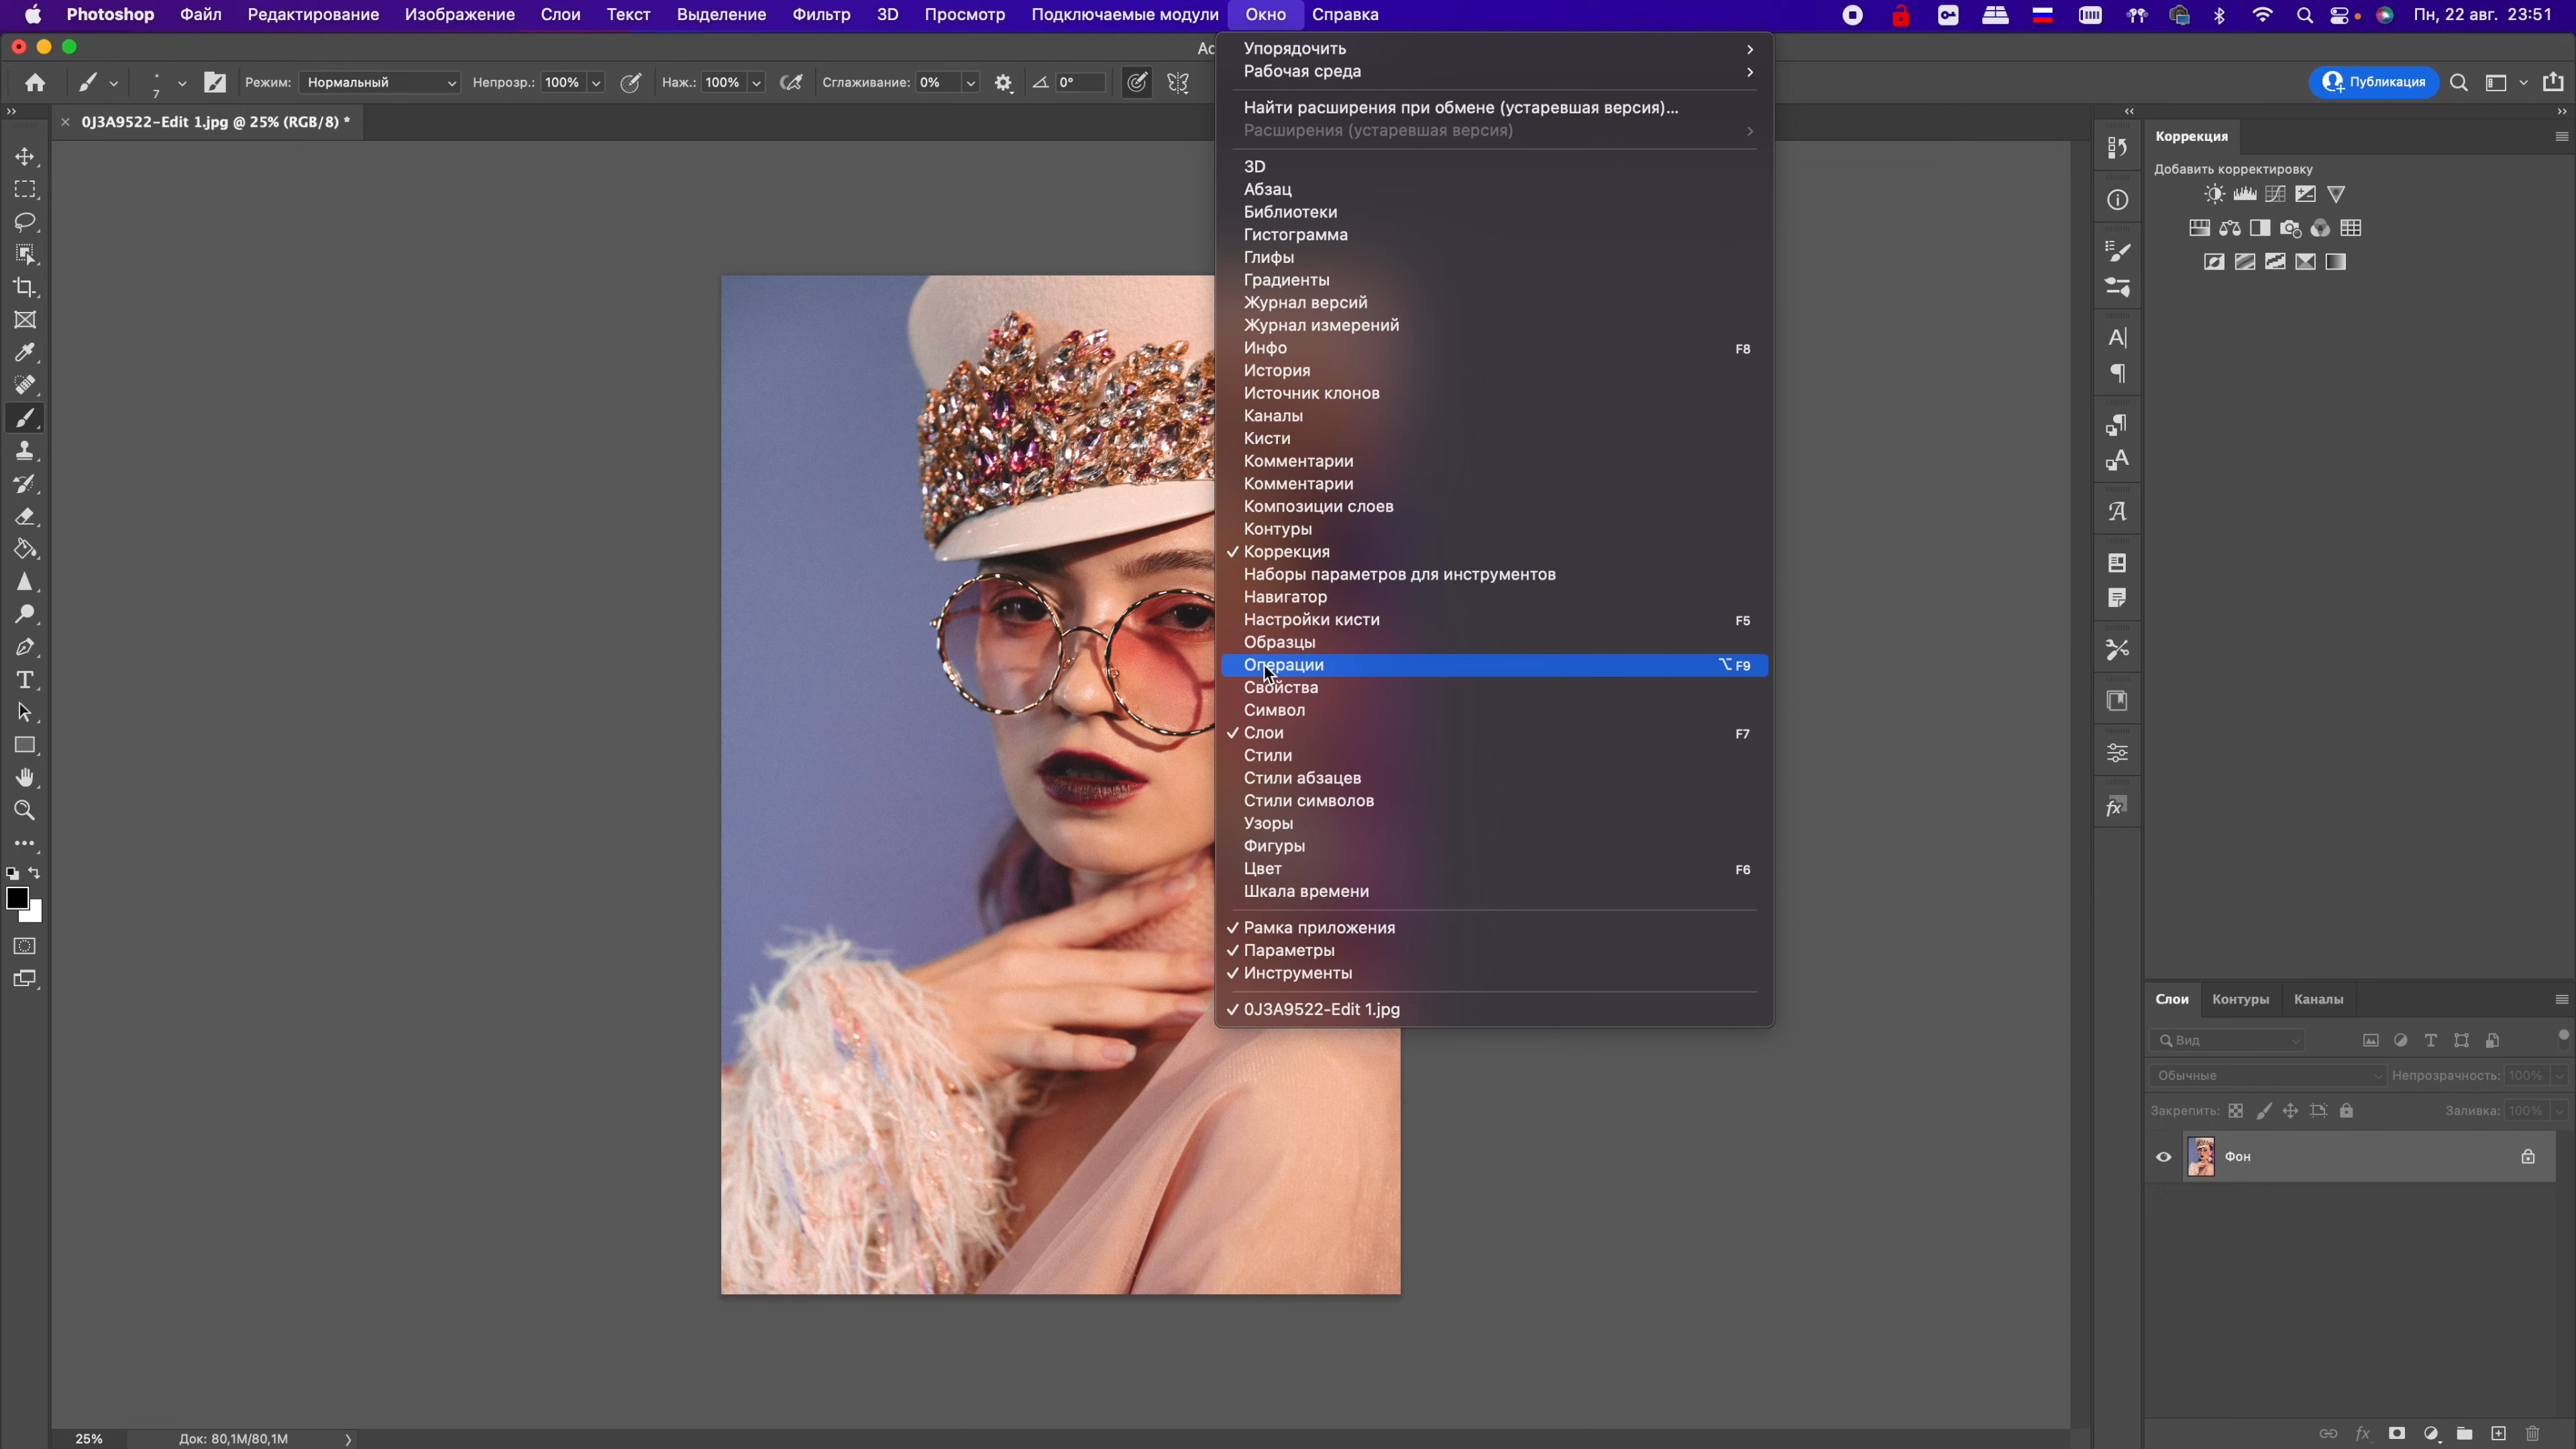 Photoshop Файл Редактирование Изображение Слои Текст Выделение Фильтр 3D Просмотр Подключаемые модули Окно Справка Пн, 22 авг. 23:51
7 Режим: Нормальный Непрозр.: 100% Наж.: 100% Сглаживание: 0% 0° Публикация
0J3A9522-Edit 1.jpg @ 25% (RGB/8) *
Упорядочить
Рабочая среда
Найти расширения при обмене (устаревшая версия)...
Расширения (устаревшая версия)
3D
Абзац
Библиотеки
Гистограмма
Глифы
Градиенты
Журнал версий
Журнал измерений
Инфо F8
История
Источник клонов
Каналы
Кисти
Комментарии
Комментарии
Композиции слоев
Контуры
✓ Коррекция
Наборы параметров для инструментов
Навигатор
Настройки кисти F5
Образцы
Операции ⌥ F9
Свойства
Символ
✓ Слои F7
Стили
Стили абзацев
Стили символов
Узоры
Фигуры
Цвет F6
Шкала времени
✓ Рамка приложения
✓ Параметры
✓ Инструменты
✓ 0J3A9522-Edit 1.jpg
Коррекция
Добавить корректировку
Слои Контуры Каналы
Вид
Обычные Непрозрачность: 100%
Закрепить: Заливка: 100%
Фон
25% Док: 80,1M/80,1M